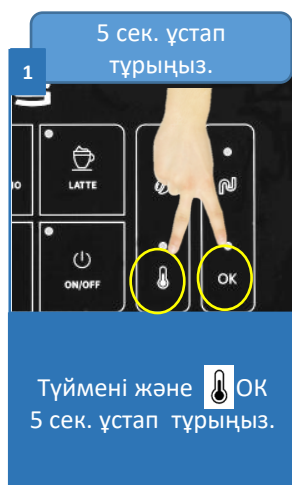 5 сек. ұстап
тұрыңыз.
1
LATTE
ON/OFF
OK
Түймені және ОК
5 сек. ұстап тұрыңыз.